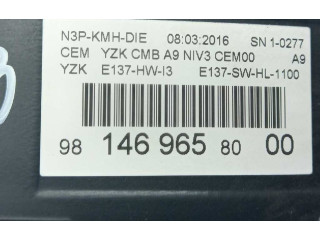 N3P-KMH-DIE 08:03:2016 SN 1-0277
CEM YZK CMB A9 NIV3 CEM00 A9
YZK E137-HW-I3 E137-SW-HL-1100
98 146 965 80 00